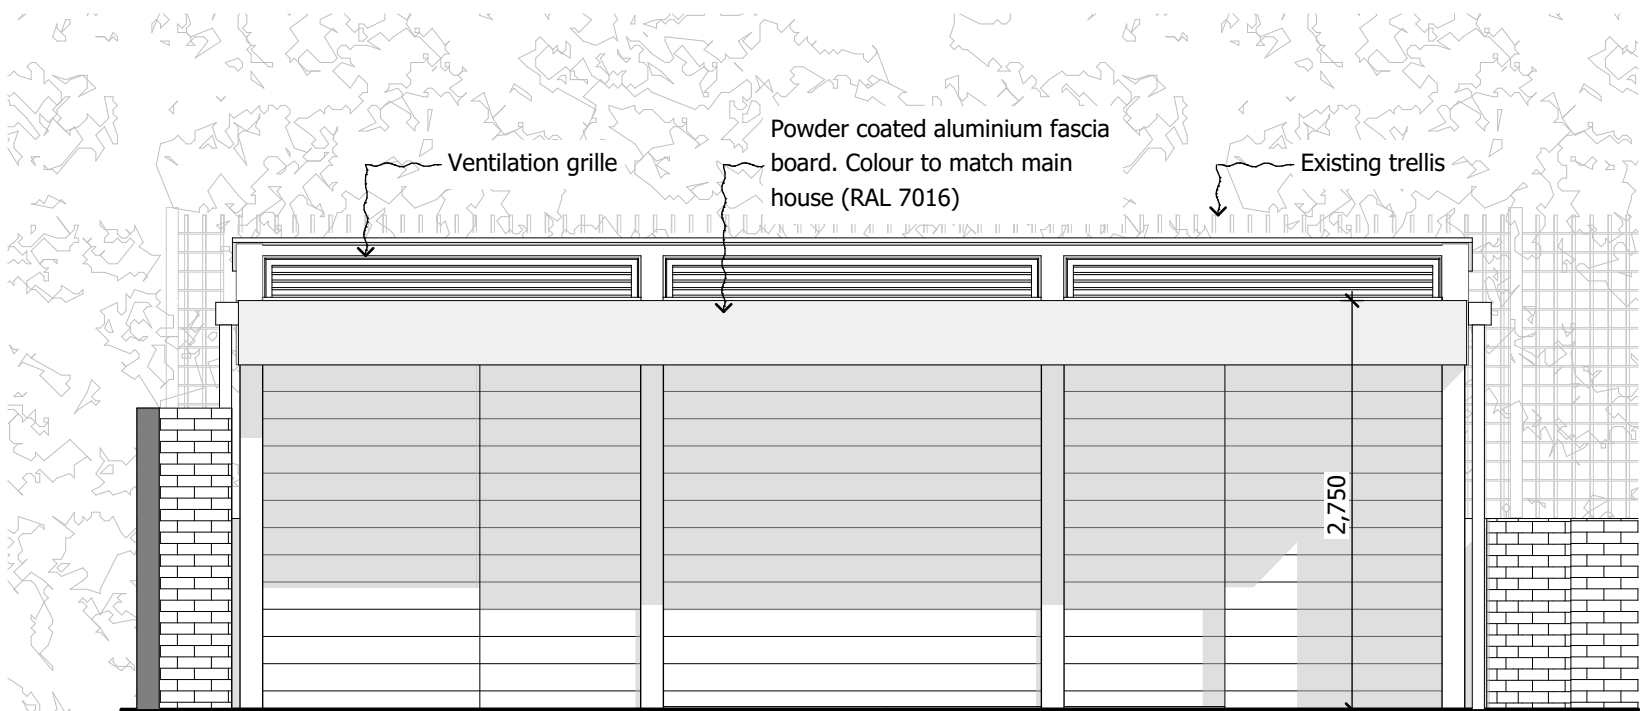 Powder coated aluminium fascia
board. Colour to match main
house (RAL 7016)
Ventilation grille
Existing trellis
2,750